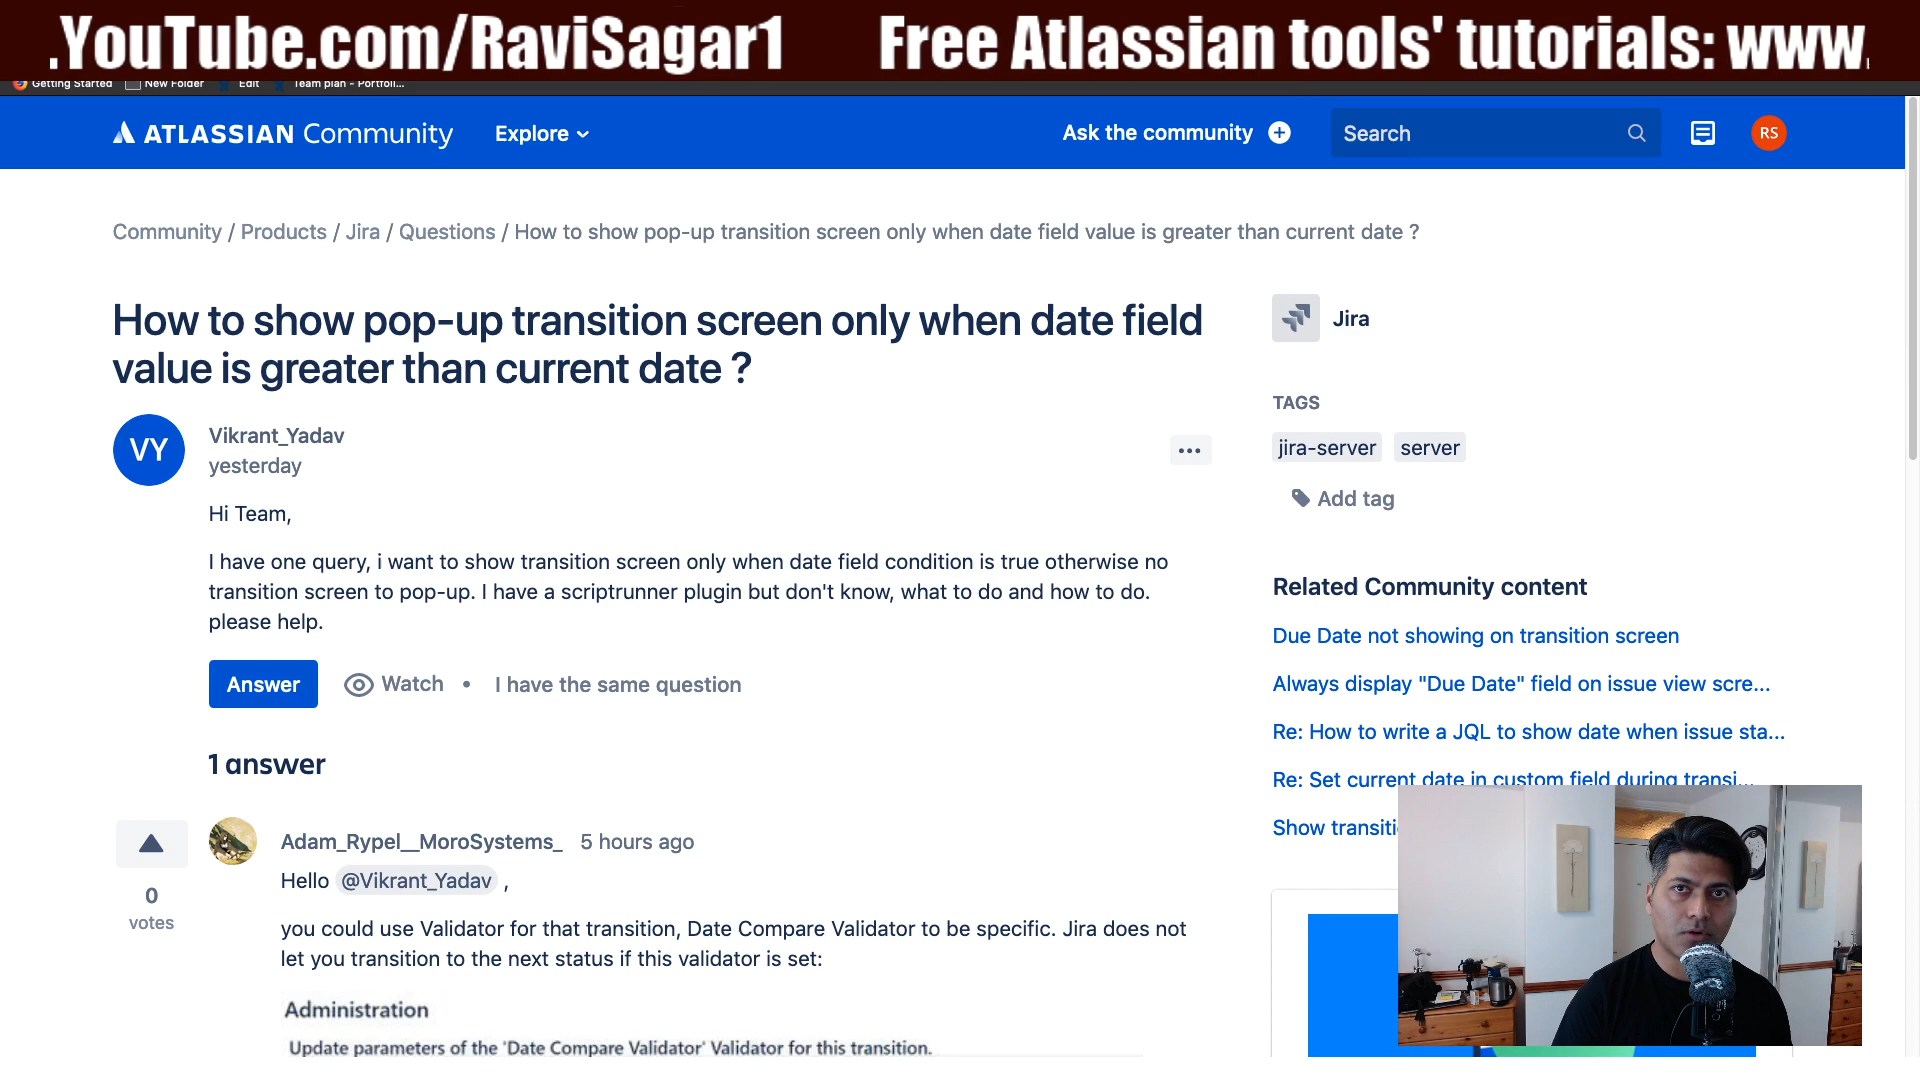 .YouTube.com/RaviSagar1 Free Atlassian tools' tutorials: www.
Getting Started New Folder Edit Team plan - Portfoli...
ATLASSIAN Community Explore Ask the community Search RS
Community / Products / Jira / Questions / How to show pop-up transition screen only when date field value is greater than current date ?
How to show pop-up transition screen only when date field
value is greater than current date ?
VY
Vikrant_Yadav
yesterday
Hi Team,
I have one query, i want to show transition screen only when date field condition is true otherwise no
transition screen to pop-up. I have a scriptrunner plugin but don't know, what to do and how to do.
please help.
Answer Watch • I have the same question
1 answer
0
votes
Adam_Rypel__MoroSystems_ 5 hours ago
Hello @Vikrant_Yadav ,
you could use Validator for that transition, Date Compare Validator to be specific. Jira does not
let you transition to the next status if this validator is set:
Administration
Update parameters of the 'Date Compare Validator' Validator for this transition.
Jira
TAGS
jira-server server
Add tag
Related Community content
Due Date not showing on transition screen
Always display "Due Date" field on issue view scre...
Re: How to write a JQL to show date when issue sta...
Re: Set current date in custom field during transi...
Show transiti